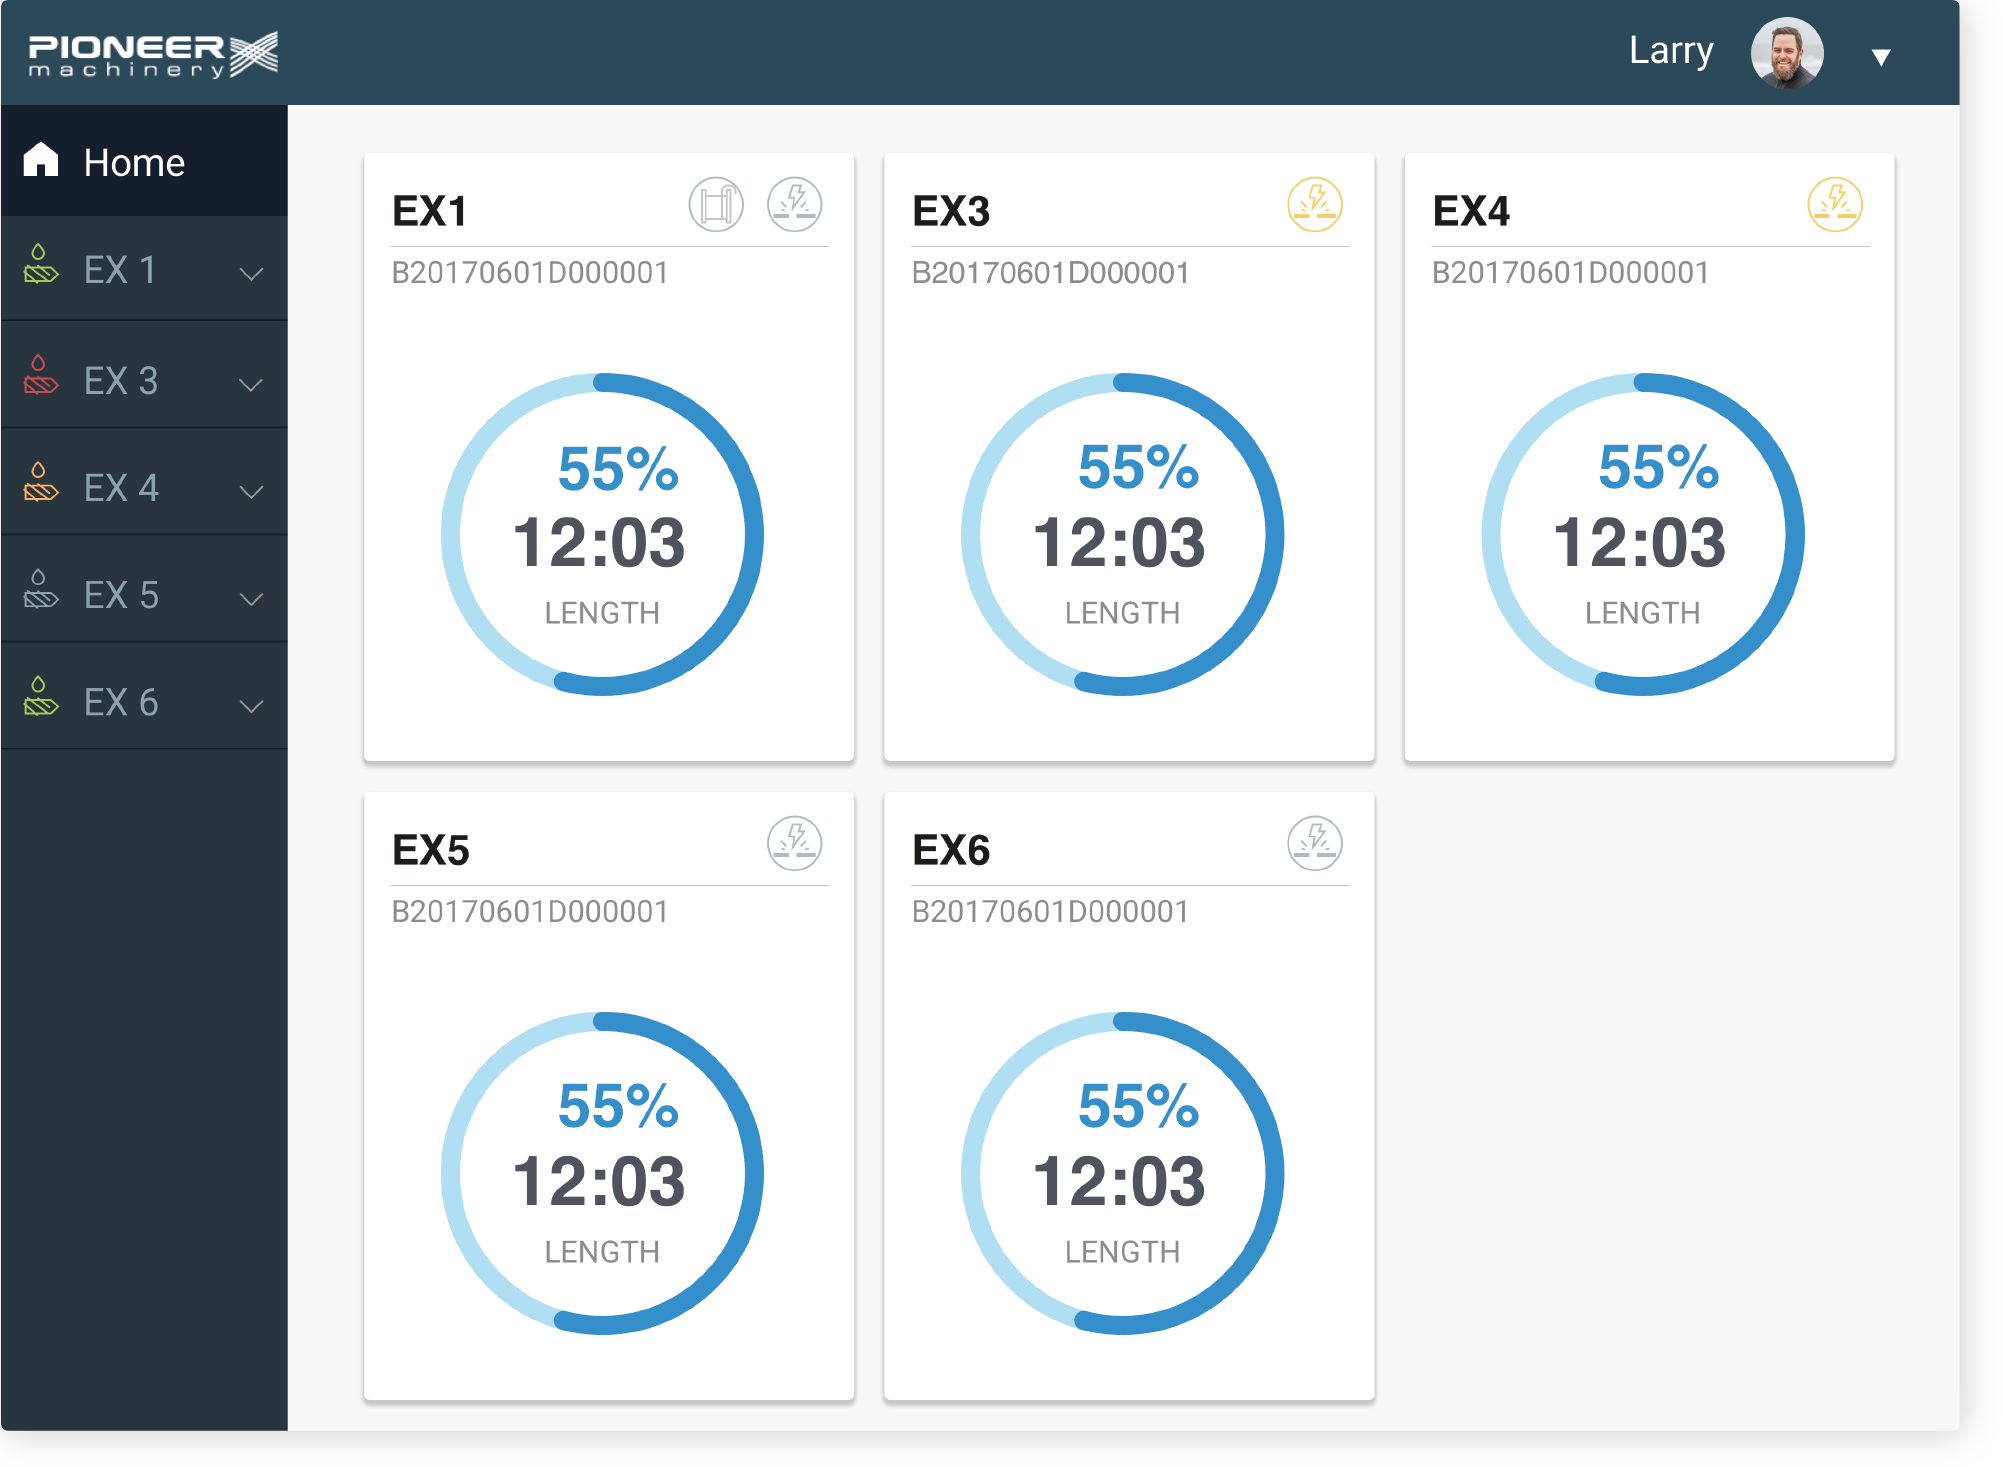 PIONEER
machinery
Larry
Home
EX 1
EX 3
EX 4
EX 5
EX 6
EX1
B20170601D000001
55%
12:03
LENGTH
EX3
B20170601D000001
55%
12:03
LENGTH
EX4
B20170601D000001
55%
12:03
LENGTH
EX5
B20170601D000001
55%
12:03
LENGTH
EX6
B20170601D000001
55%
12:03
LENGTH